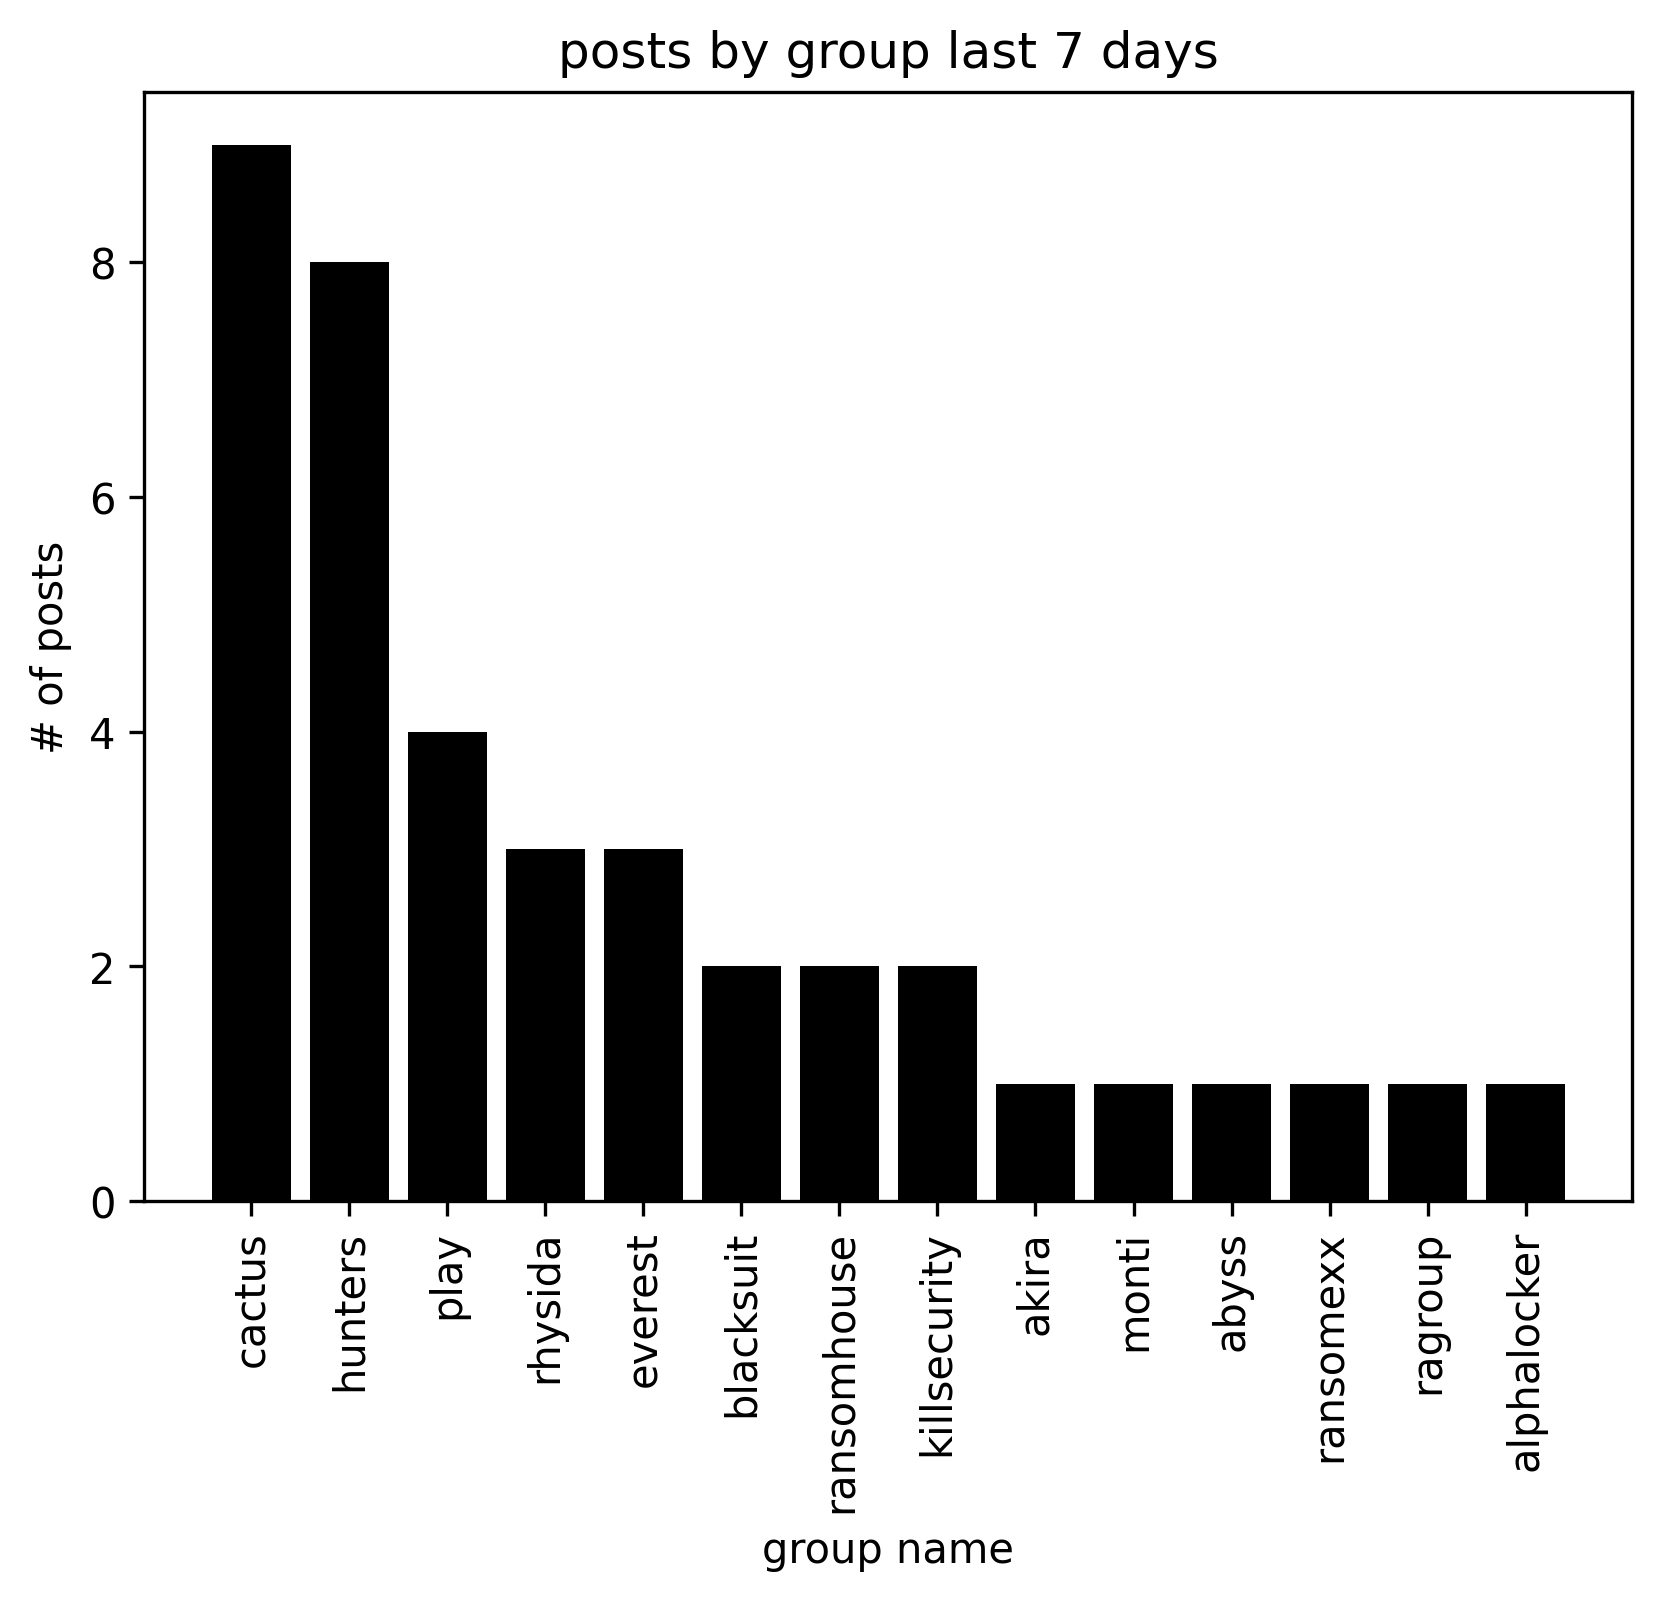 posts by group last 7 days
8
6
4
2
0
# of posts
cactus
hunters
play
rhysida
everest
blacksuit
ransomhouse
killsecurity
akira
monti
abyss
ransomexx
ragroup
alphalocker
group name